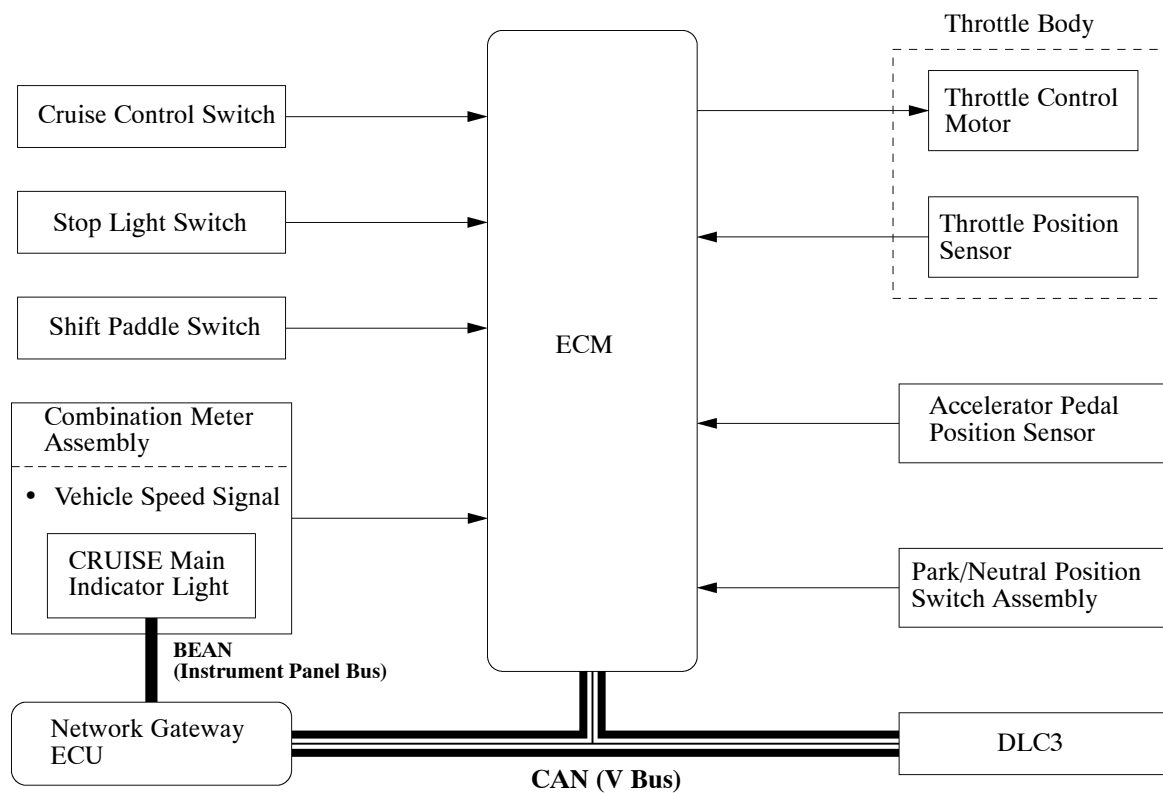 Throttle Body
Cruise Control Switch
Throttle Control
Motor
Stop Light Switch
Throttle Position
Sensor
Shift Paddle Switch
ECM
Combination Meter
Assembly
Accelerator Pedal
Position Sensor
• Vehicle Speed Signal
CRUISE Main
Indicator Light
Park/Neutral Position
Switch Assembly
BEAN
(Instrument Panel Bus)
Network Gateway
ECU
DLC3
CAN (V Bus)